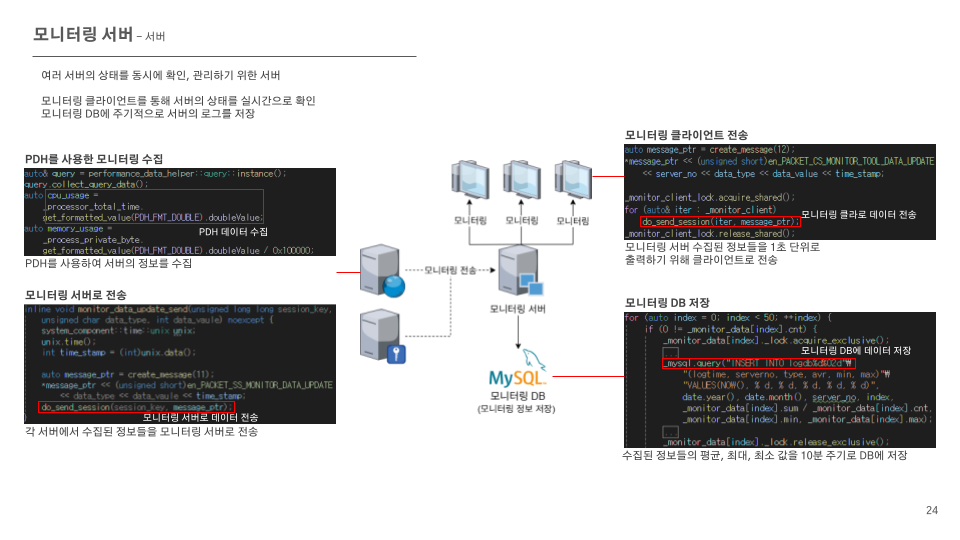 모니터링 서버 – 서버
여러 서버의 상태를 동시에 확인, 관리하기 위한 서버
모니터링 클라이언트를 통해 서버의 상태를 실시간으로 확인
모니터링 DB에 주기적으로 서버의 로그를 저장
PDH를 사용한 모니터링 수집
auto& query = performance_data_helper::query::instance();
query.collect_query_data();
auto cpu_usage =
_processor_total_time.
get_formatted_value(PDH_FMT_DOUBLE).doubleValue;
PDH 데이터 수집
auto memory_usage =
_process_private_byte.
get_formatted_value(PDH_FMT_DOUBLE).doubleValue / 0x100000;
PDH를 사용하여 서버의 정보를 수집
모니터링 서버로 전송
inline void monitor_data_update_send(unsigned long long session_key,
unsigned char data_type, int data_vaule) noexcept {
system_component::time::unix unix;
unix.time();
int time_stamp = (int)unix.data();
auto message_ptr = create_message(11);
*message_ptr << (unsigned short)en_PACKET_SS_MONITOR_DATA_UPDATE
<< data_type << data_vaule << time_stamp;
do_send_session(session_key, message_ptr);
모니터링 서버로 데이터 전송
}
각 서버에서 수집된 정보들을 모니터링 서버로 전송
모니터링
모니터링
모니터링
모니터링 전송
모니터링 서버
MySQL
모니터링 DB
(모니터링 정보 저장)
모니터링 클라이언트 전송
auto message_ptr = create_message(12);
*message_ptr << (unsigned short)en_PACKET_CS_MONITOR_TOOL_DATA_UPDATE
<< server_no << data_type << data_value << time_stamp;
_monitor_client_lock.acquire_shared();
for (auto& iter : _monitor_client)
모니터링 클라로 데이터 전송
do_send_session(iter, message_ptr);
_monitor_client_lock.release_shared();
모니터링 서버 수집된 정보들을 1초 단위로
출력하기 위해 클라이언트로 전송
모니터링 DB 저장
for (auto index = 0; index < 50; ++index) {
if (0 != _monitor_data[index].cnt) {
_monitor_data[index]._lock.acquire_exclusive();
...
모니터링 DB에 데이터 저장
_mysql.query("INSERT INTO logdb%d%02d"₩
"(logtime, serverno, type, avr, min, max)"₩
"VALUES(NOW(), % d, % d, % d, % d, % d)",
date.year(), date.month(), server_no, index,
_monitor_data[index].sum / _monitor_data[index].cnt,
_monitor_data[index].min, _monitor_data[index].max);
...
_monitor_data[index]._lock.release_exclusive();
수집된 정보들의 평균, 최대, 최소 값을 10분 주기로 DB에 저장
24